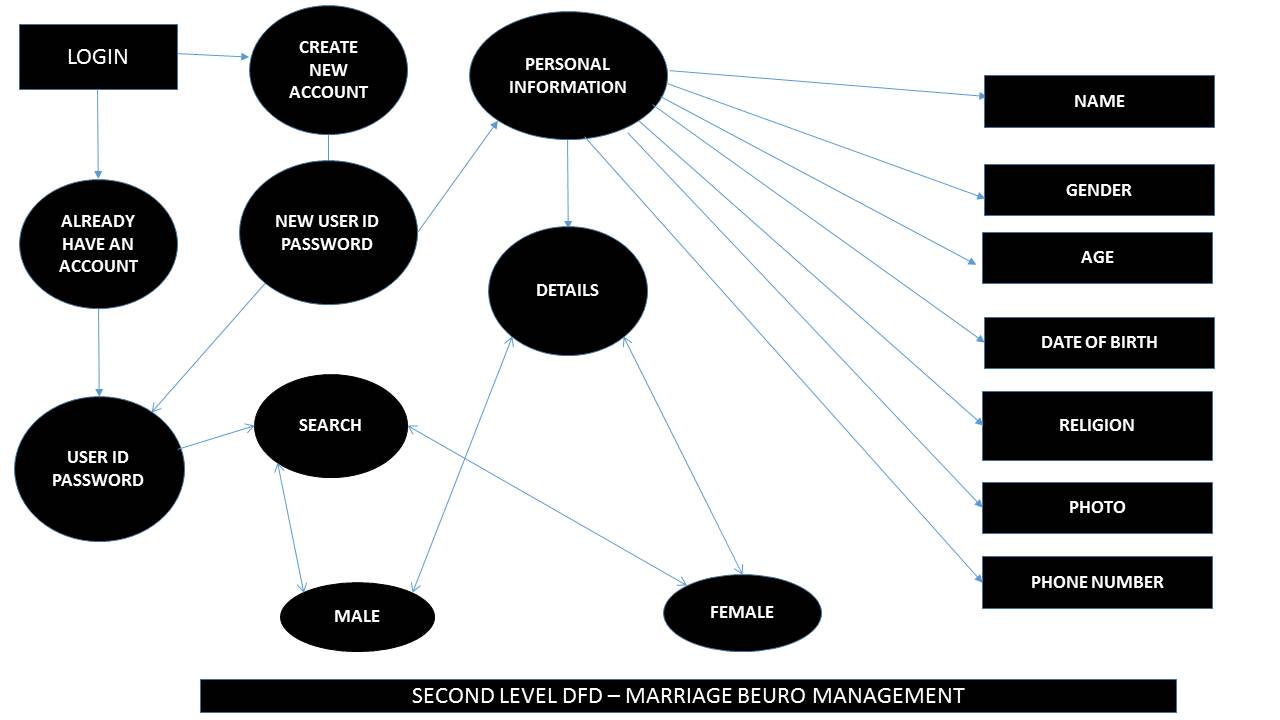 LOGIN
CREATE
NEW
ACCOUNT
PERSONAL
INFORMATION
NAME
GENDER
ALREADY
HAVE AN
ACCOUNT
NEW USER ID
PASSWORD
AGE
DETAILS
DATE OF BIRTH
SEARCH
RELIGION
USER ID
PASSWORD
PHOTO
PHONE NUMBER
MALE
FEMALE
SECOND LEVEL DFD – MARRIAGE BEURO MANAGEMENT